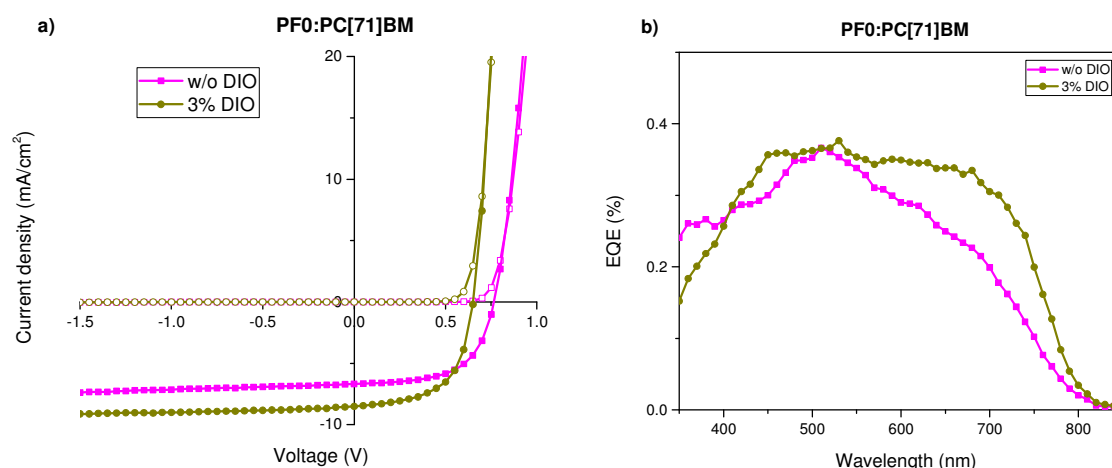 a)
PF0:PC[71]BM
w/o DIO
3% DIO
20
10
0
-10
-1.5
-1.0
-0.5
0.0
0.5
1.0
Current density (mA/cm²)
Voltage (V)
b)
PF0:PC[71]BM
w/o DIO
3% DIO
0.4
0.2
0.0
400
500
600
700
800
EQE (%)
Wavelength (nm)